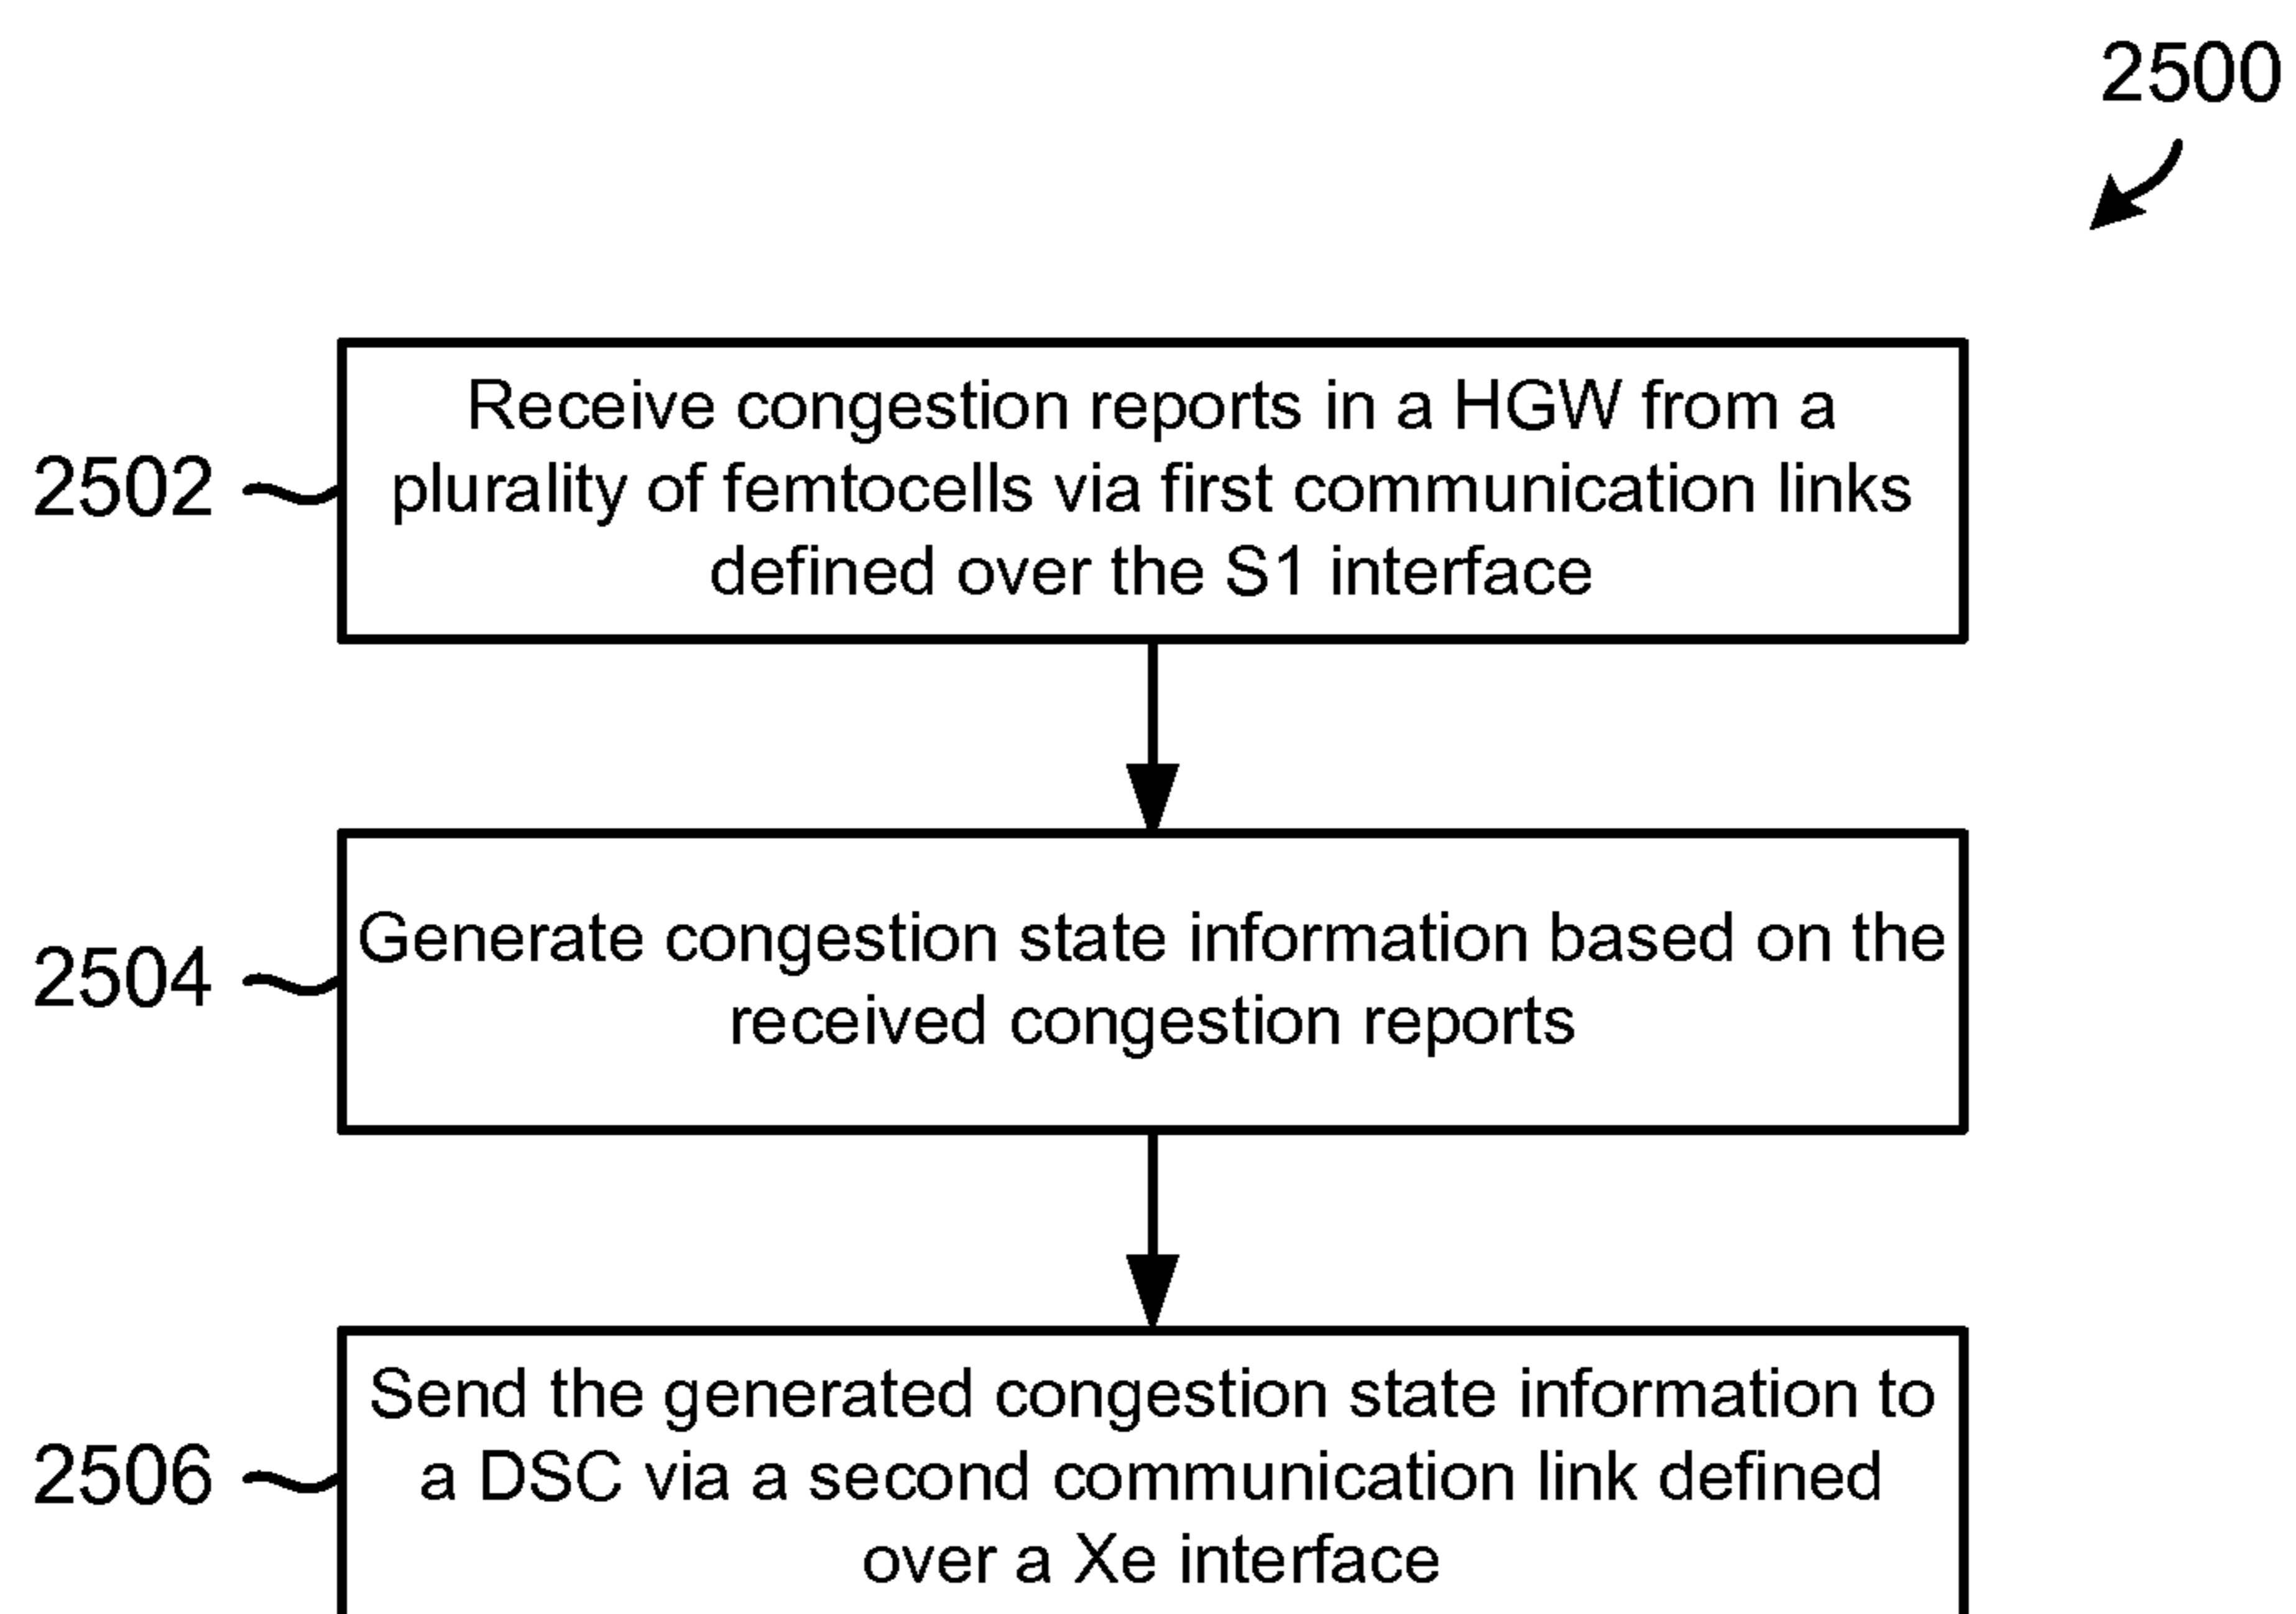 2500
Receive congestion reports in a HGW from a
2502
plurality of femtocells via first communication links
defined over the S1 interface
Generate congestion state information based on the
2504
received congestion reports
Send the generated congestion state information to
2506
a DSC via a second communication link defined
over a Xe interface